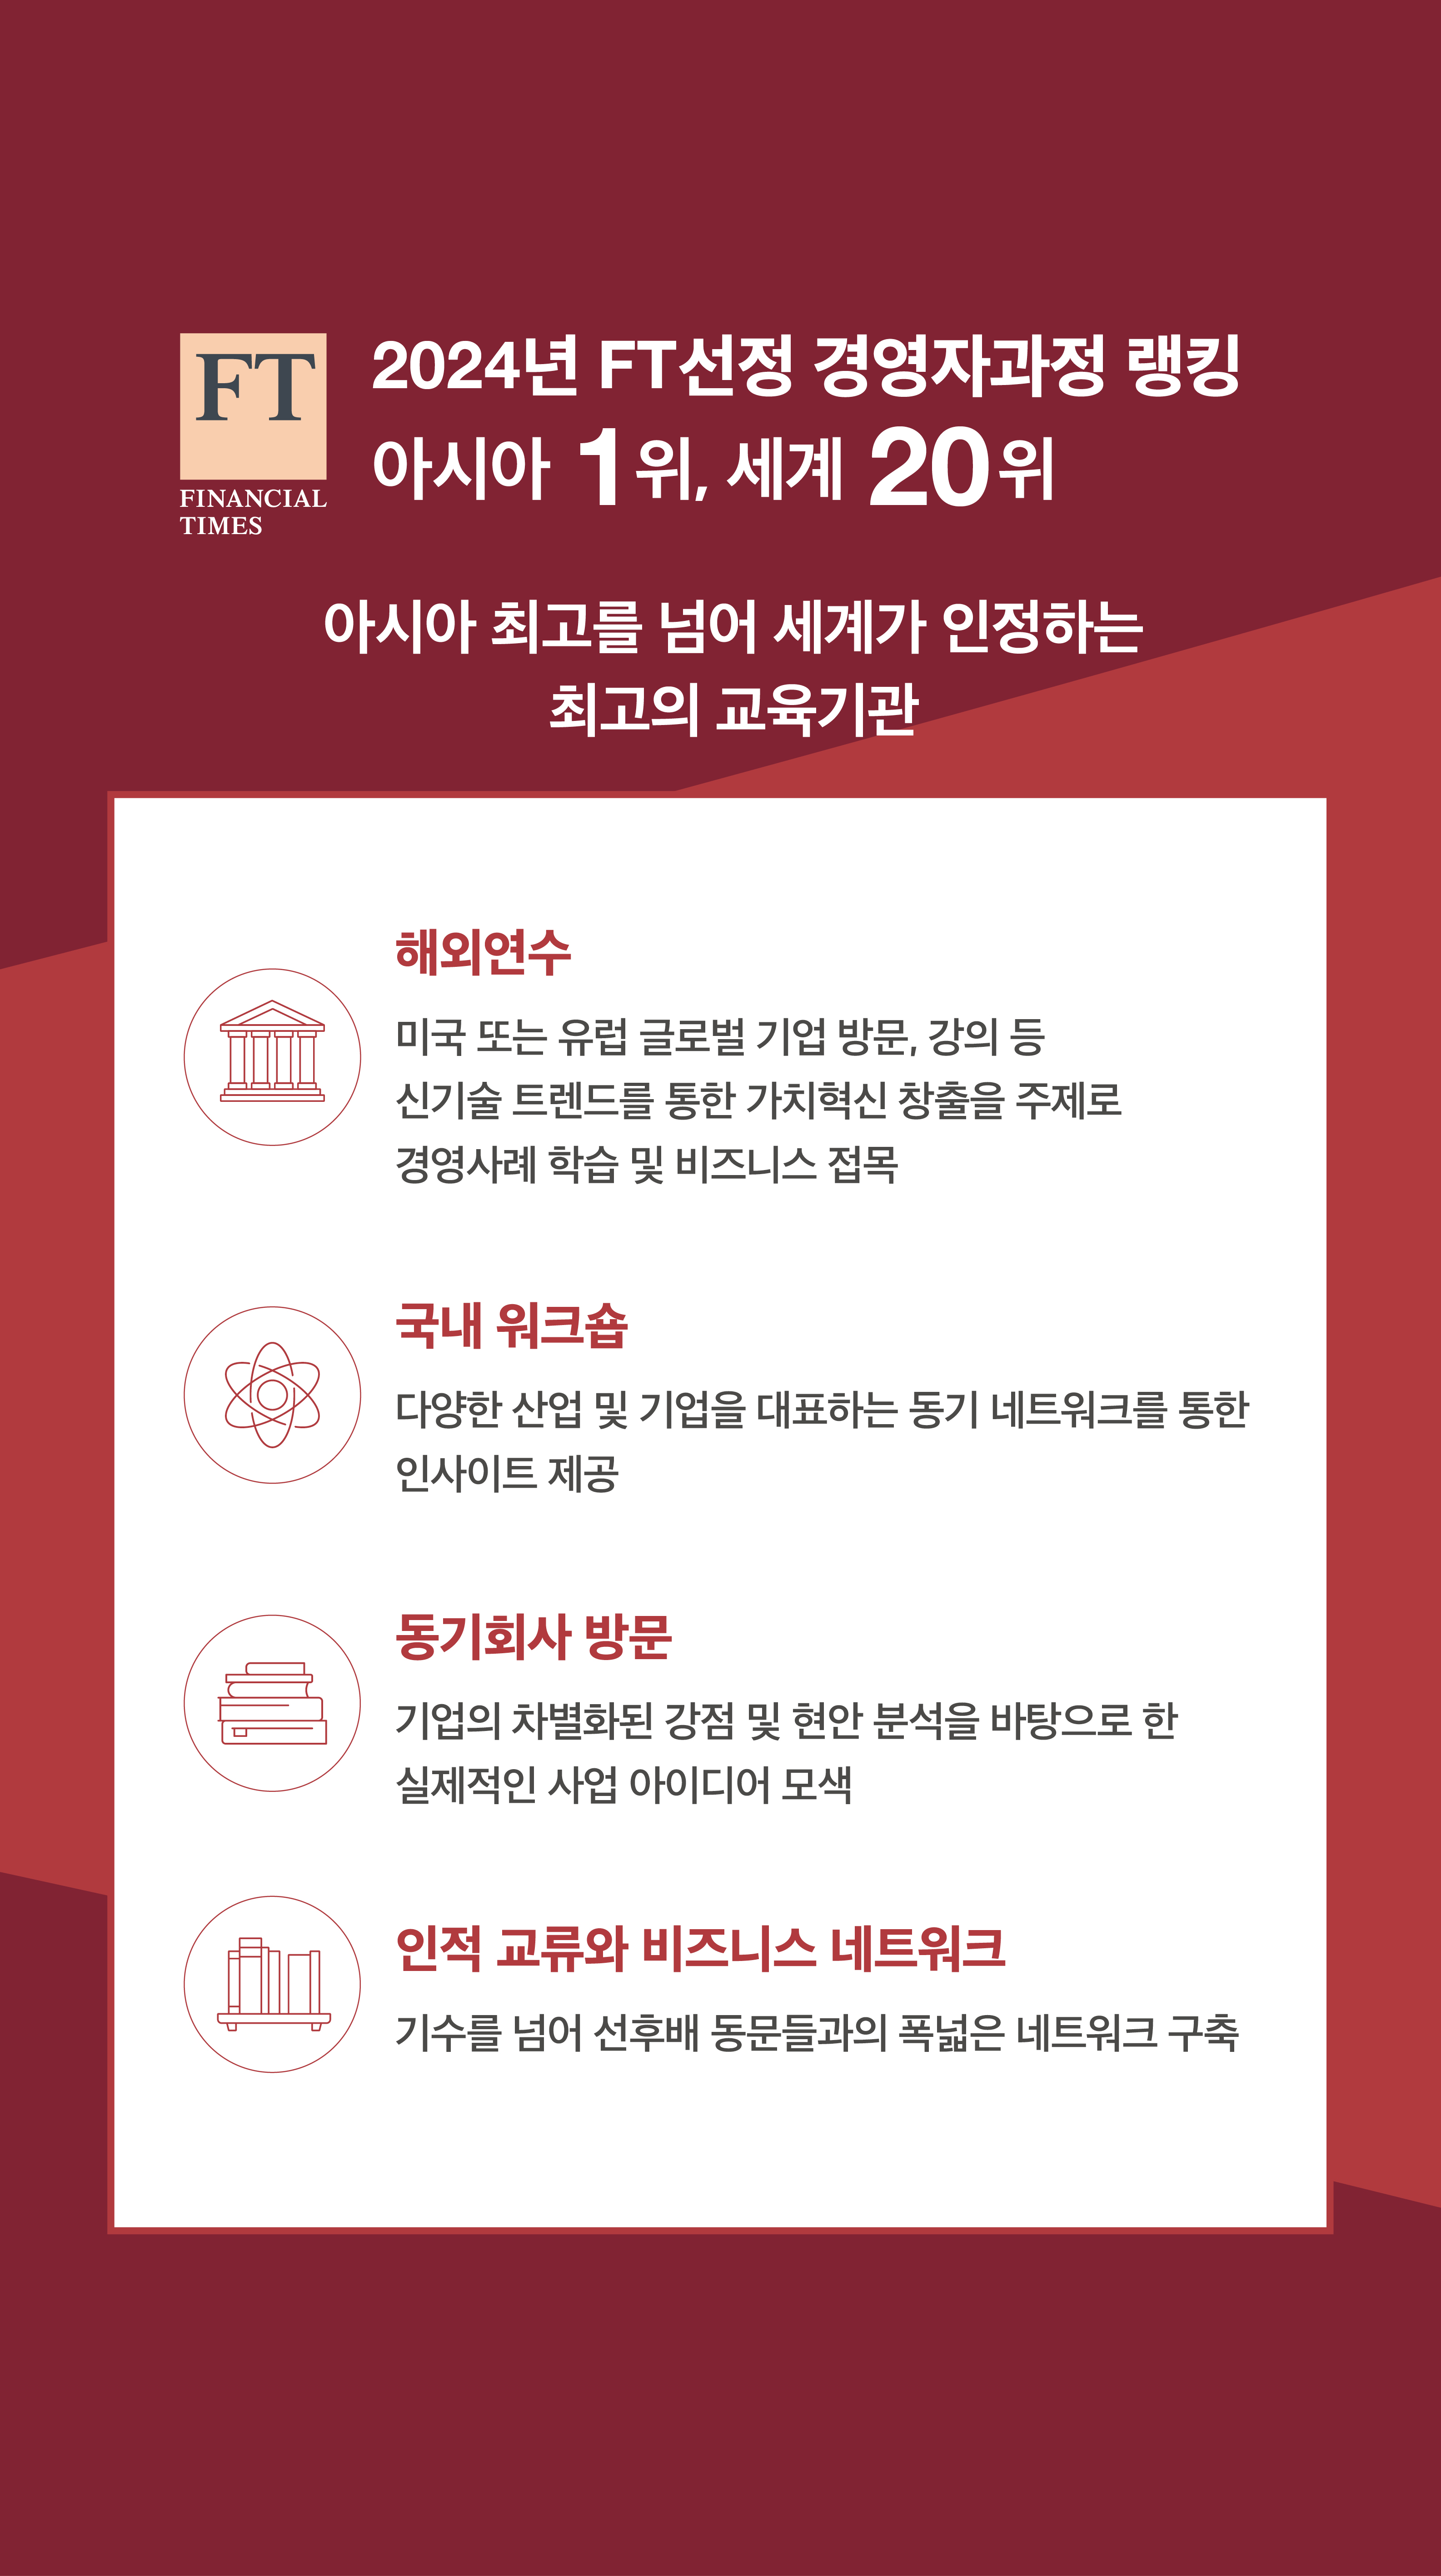 FT
FINANCIAL
TIMES
2024년 FT선정 경영자과정 랭킹
아시아 1위, 세계 20위
아시아 최고를 넘어 세계가 인정하는
최고의 교육기관
해외연수
미국 또는 유럽 글로벌 기업 방문, 강의 등
신기술 트렌드를 통한 가치혁신 창출을 주제로
경영사례 학습 및 비즈니스 접목
국내 워크숍
다양한 산업 및 기업을 대표하는 동기 네트워크를 통한
인사이트 제공
동기회사 방문
기업의 차별화된 강점 및 현안 분석을 바탕으로 한
실제적인 사업 아이디어 모색
인적 교류와 비즈니스 네트워크
기수를 넘어 선후배 동문들과의 폭넓은 네트워크 구축